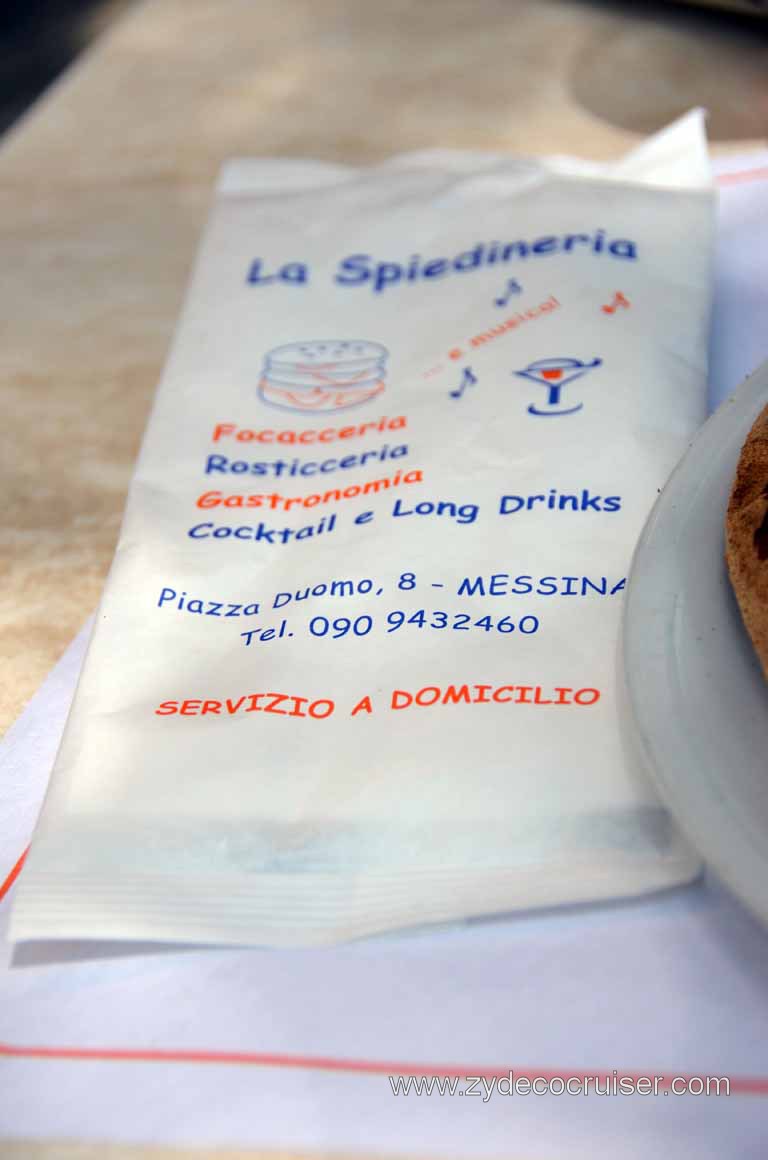 La Spiedineria
... e musica!
Focacceria
Rosticceria
Gastronomia
Cocktail e Long Drinks
Piazza Duomo, 8 - MESSINA
Tel. 090 9432460
SERVIZIO A DOMICILIO
www.zydecocruiser.com